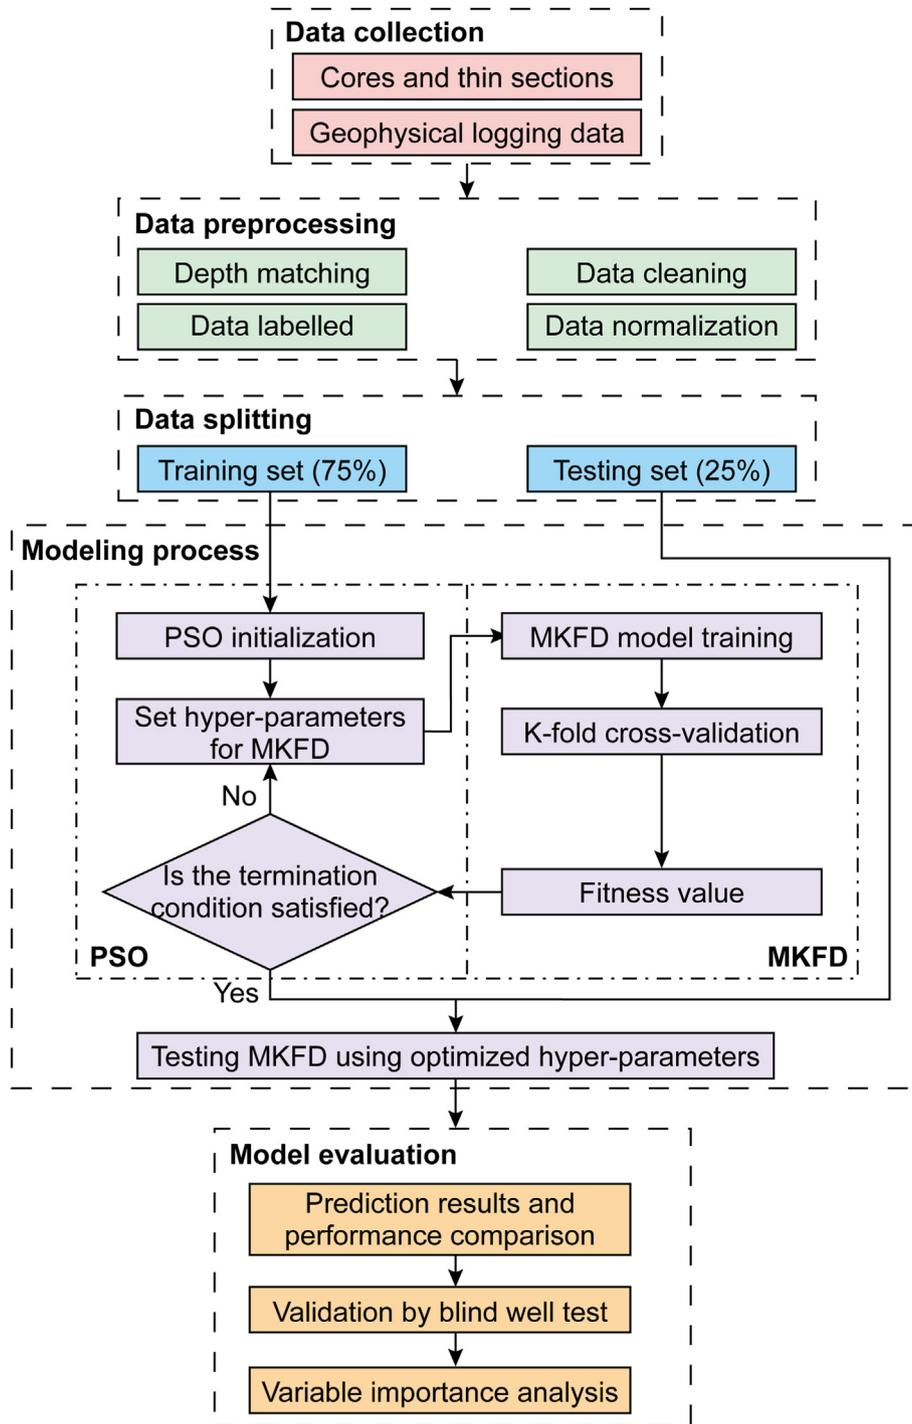 Data collection
Cores and thin sections
Geophysical logging data
Data preprocessing
Depth matching
Data cleaning
Data labelled
Data normalization
Data splitting
Training set (75%)
Testing set (25%)
Modeling process
PSO initialization
MKFD model training
Set hyper-parameters
for MKFD
K-fold cross-validation
No
Is the termination
condition satisfied?
Fitness value
PSO
MKFD
Yes
Testing MKFD using optimized hyper-parameters
Model evaluation
Prediction results and
performance comparison
Validation by blind well test
Variable importance analysis